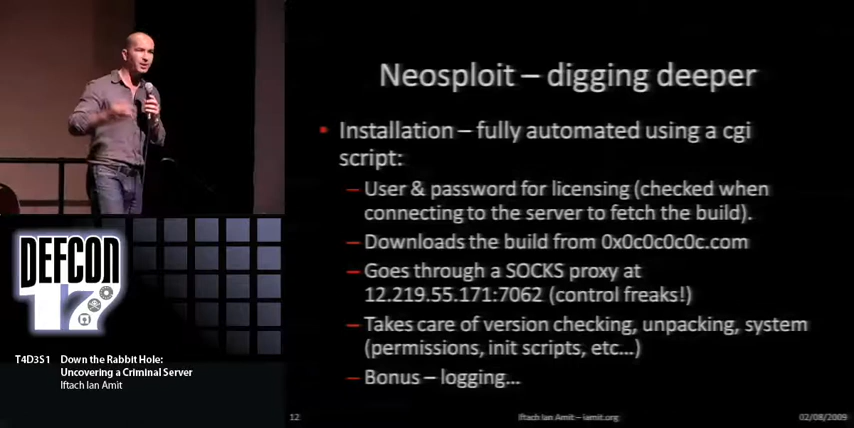 Neosploit – digging deeper
• Installation – fully automated using a cgi
script:
– User & password for licensing (checked when
connecting to the server to fetch the build).
– Downloads the build from 0x0c0c0c0c.com
– Goes through a SOCKS proxy at
12.219.55.171:7062 (control freaks!)
– Takes care of version checking, unpacking, system
(permissions, init scripts, etc...)
– Bonus – logging...
12
Iftach Ian Amit – iamit.org
02/08/2009
DEFCON
17
T4D3S1 Down the Rabbit Hole:
Uncovering a Criminal Server
Iftach Ian Amit